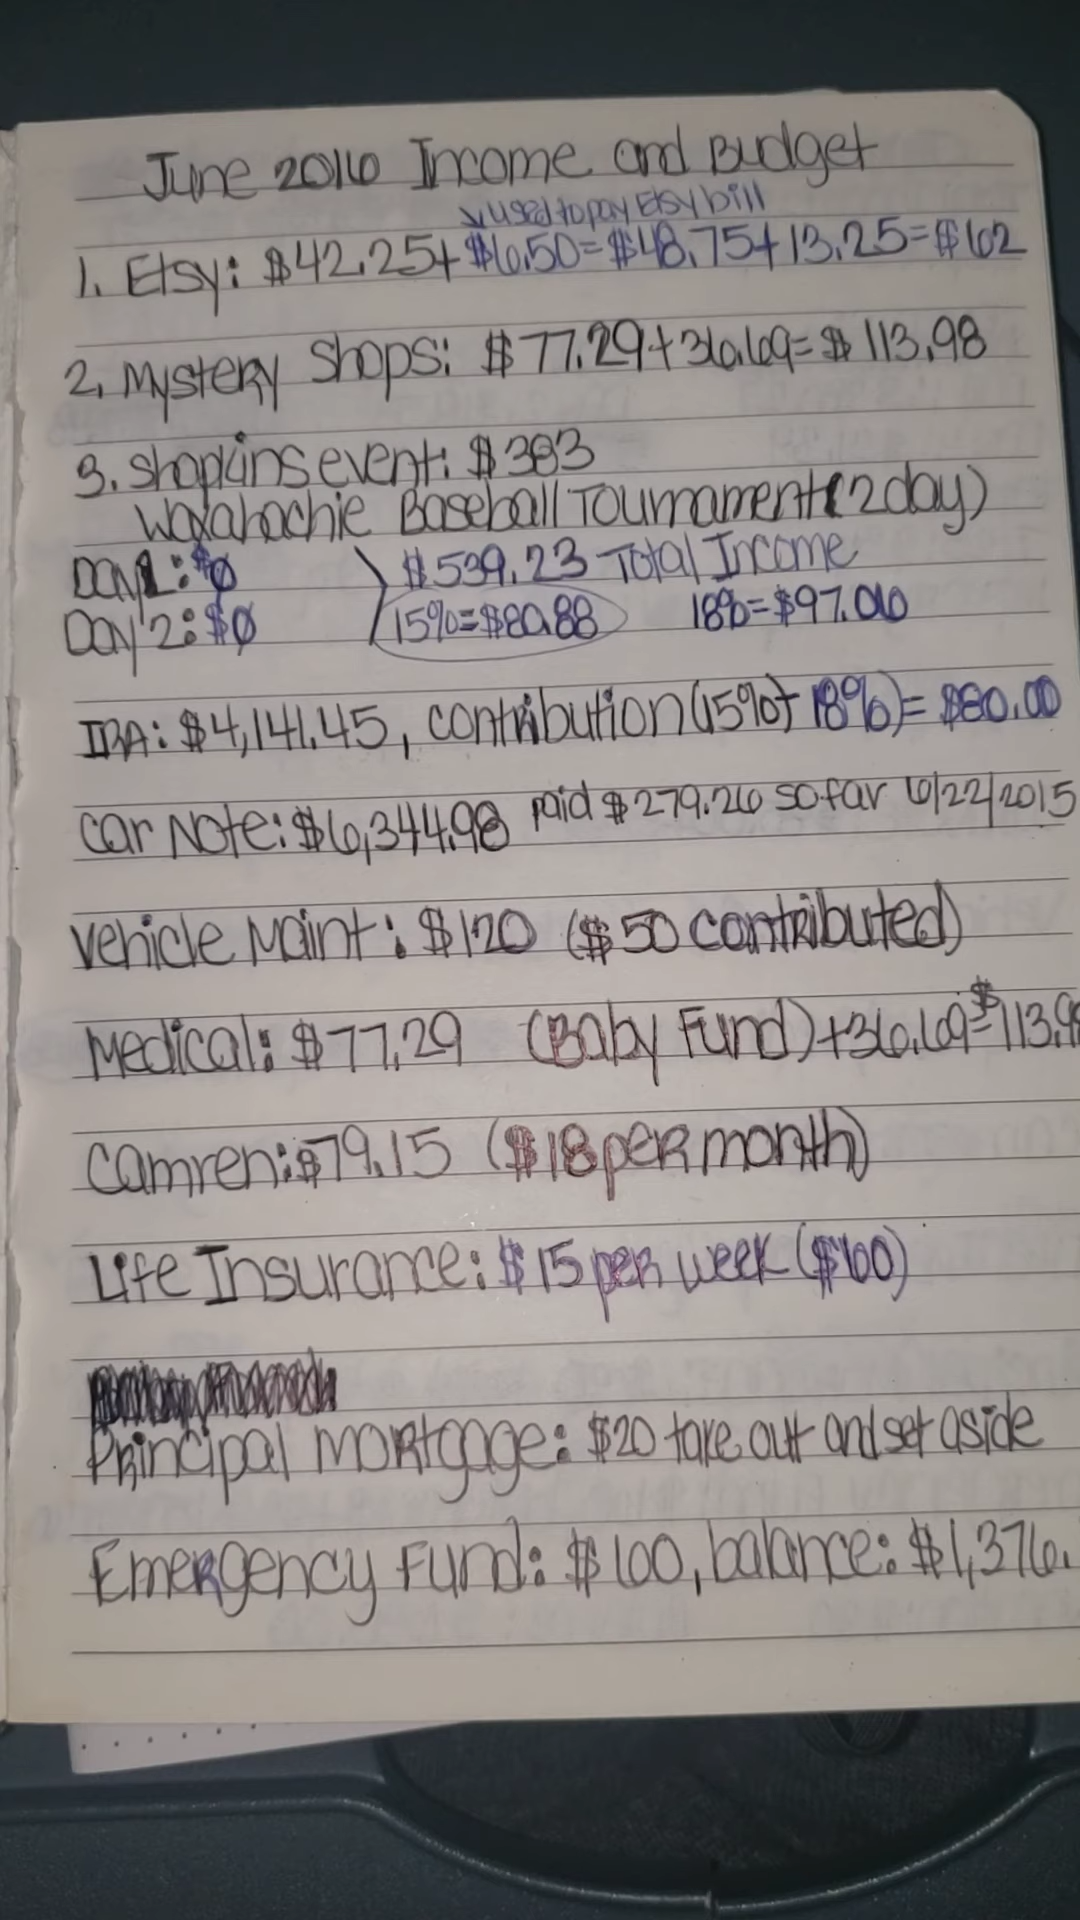 June 2016 Income and Budget
↓ used to pay Etsy bill
1. Etsy: $42.25+ $6.50= $48.75+13.25=$62
2. Mystery Shops: $77.29+36.69= $ 113.98
3. Shopkins event: $383
Waxahachie Baseball Tournament (2 day)
Day 1: $0 $539.23 Total Income
Day 2: $0 15%=$80.88 18%=$97.06
IRA: $4,141.45, contribution (15%+ 18%)= $80.00
Car Note: $6,344.98 paid $279.26 so far 6/22/2015
Vehicle Maint: $120 ($50 contributed)
Medical: $77.29 (Baby Fund)+36.69=$113.9
Camren: $79.15 ($18 per month)
Life Insurance: $15 per week ($60)
Principal Mortgage: $20 take out and set aside
Emergency Fund: $100, balance: $1,376.